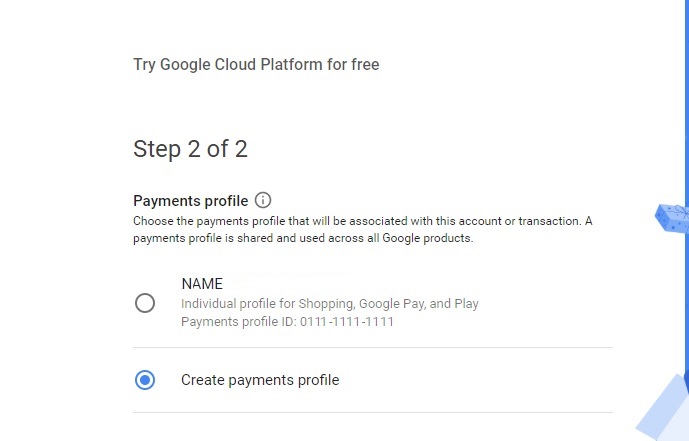 Try Google Cloud Platform for free
Step 2 of 2
Payments profile
Choose the payments profile that will be associated with this account or transaction. A
payments profile is shared and used across all Google products.
NAME
Individual profile for Shopping, Google Pay, and Play
Payments profile ID: 0111-1111-1111
Create payments profile